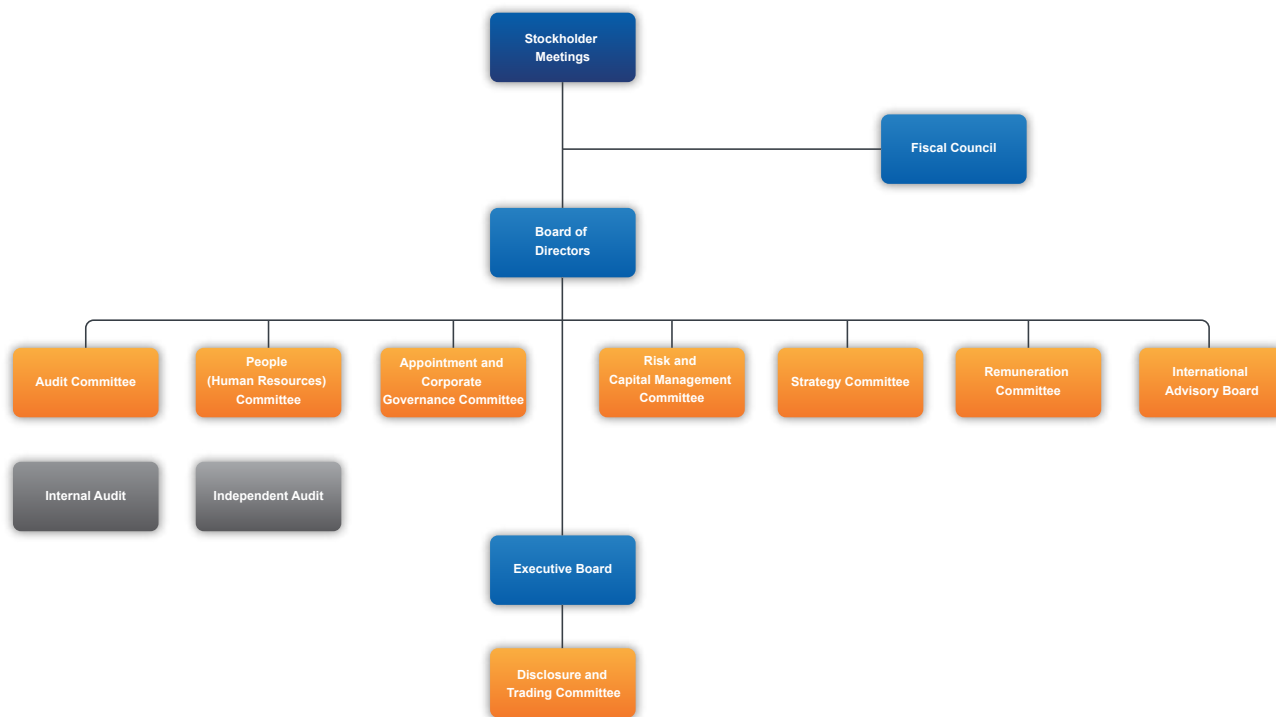 Stockholder
Meetings
Fiscal Council
Board of
Directors
Audit Committee
People
(Human Resources)
Committee
Appointment and
Corporate
Governance Committee
Risk and
Capital Management
Committee
Strategy Committee
Remuneration
Committee
International
Advisory Board
Internal Audit
Independent Audit
Executive Board
Disclosure and
Trading Committee